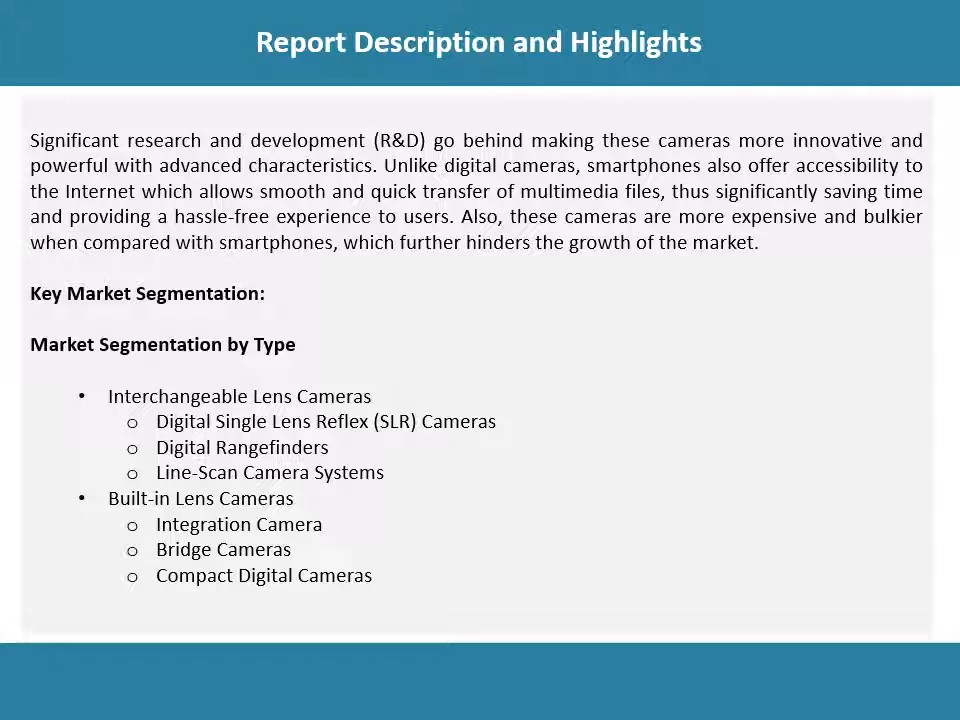 Report Description and Highlights
Significant research and development (R&D) go behind making these cameras more innovative and
powerful with advanced characteristics. Unlike digital cameras, smartphones also offer accessibility to
the Internet which allows smooth and quick transfer of multimedia files, thus significantly saving time
and providing a hassle-free experience to users. Also, these cameras are more expensive and bulkier
when compared with smartphones, which further hinders the growth of the market.
Key Market Segmentation:
Market Segmentation by Type
• Interchangeable Lens Cameras
o Digital Single Lens Reflex (SLR) Cameras
o Digital Rangefinders
o Line-Scan Camera Systems
• Built-in Lens Cameras
o Integration Camera
o Bridge Cameras
o Compact Digital Cameras